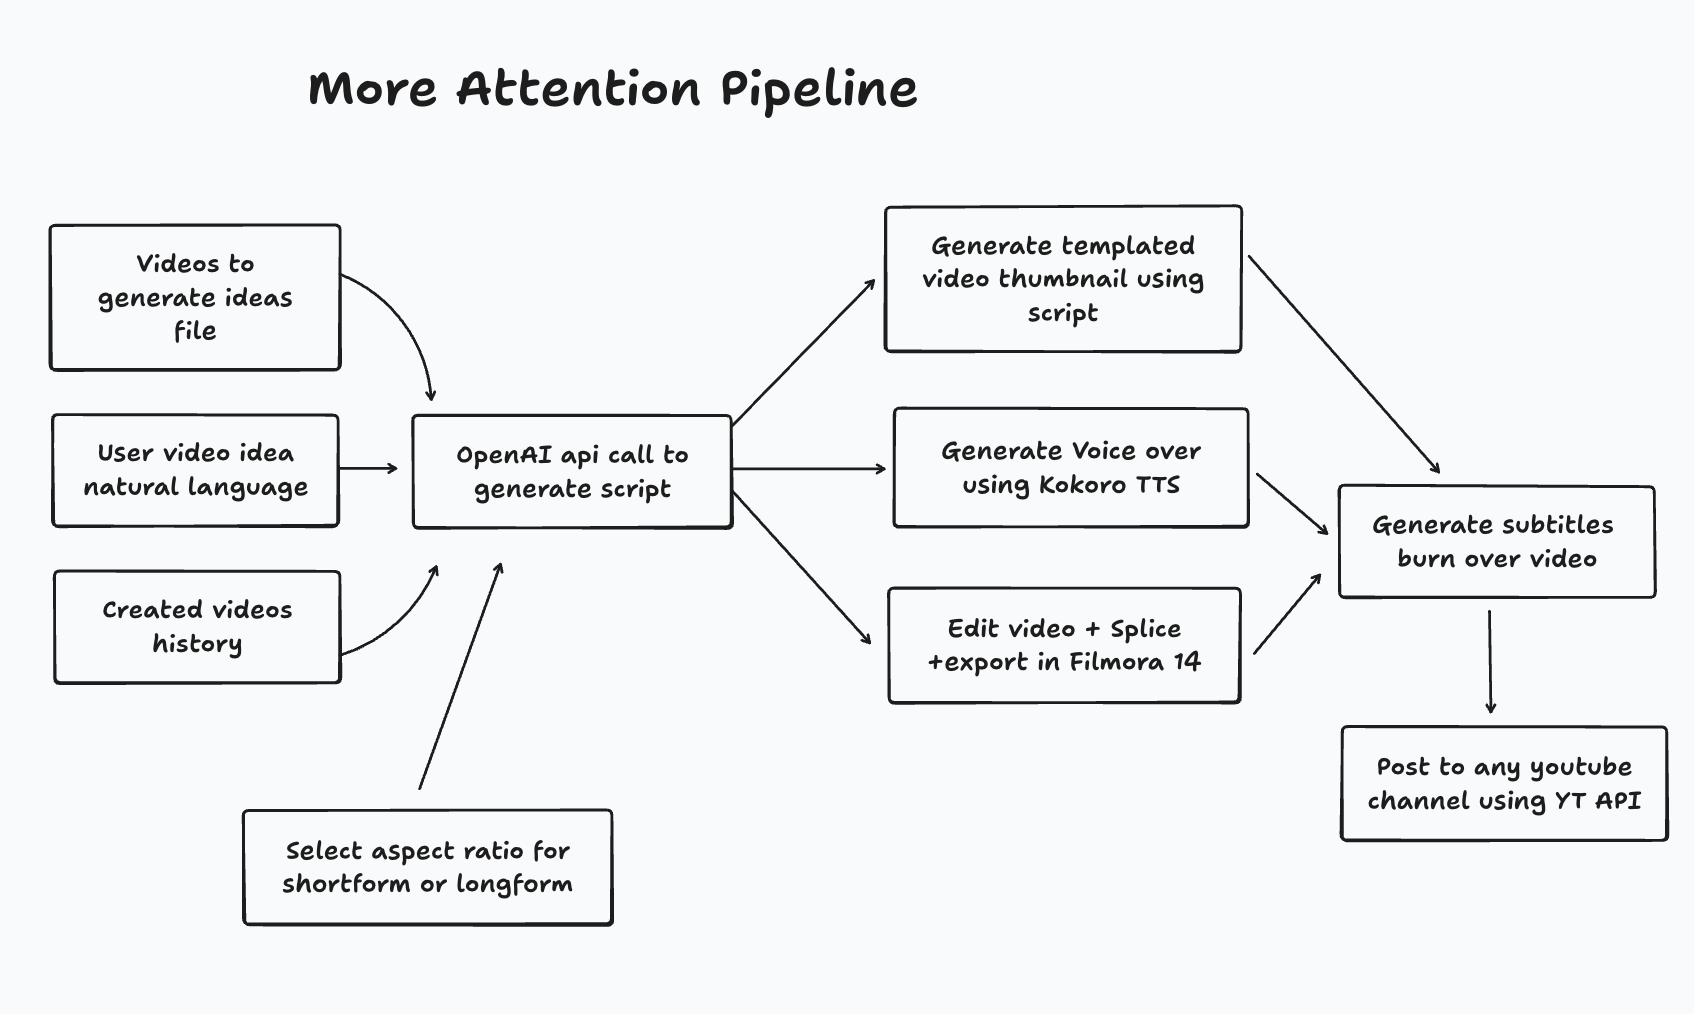 More Attention Pipeline
Videos to
generate ideas
file
User video idea
natural language
Created videos
history
Select aspect ratio for
shortform or longform
OpenAI api call to
generate script
Generate templated
video thumbnail using
script
Generate Voice over
using Kokoro TTS
Edit video + Splice
+export in Filmora 14
Generate subtitles
burn over video
Post to any youtube
channel using YT API